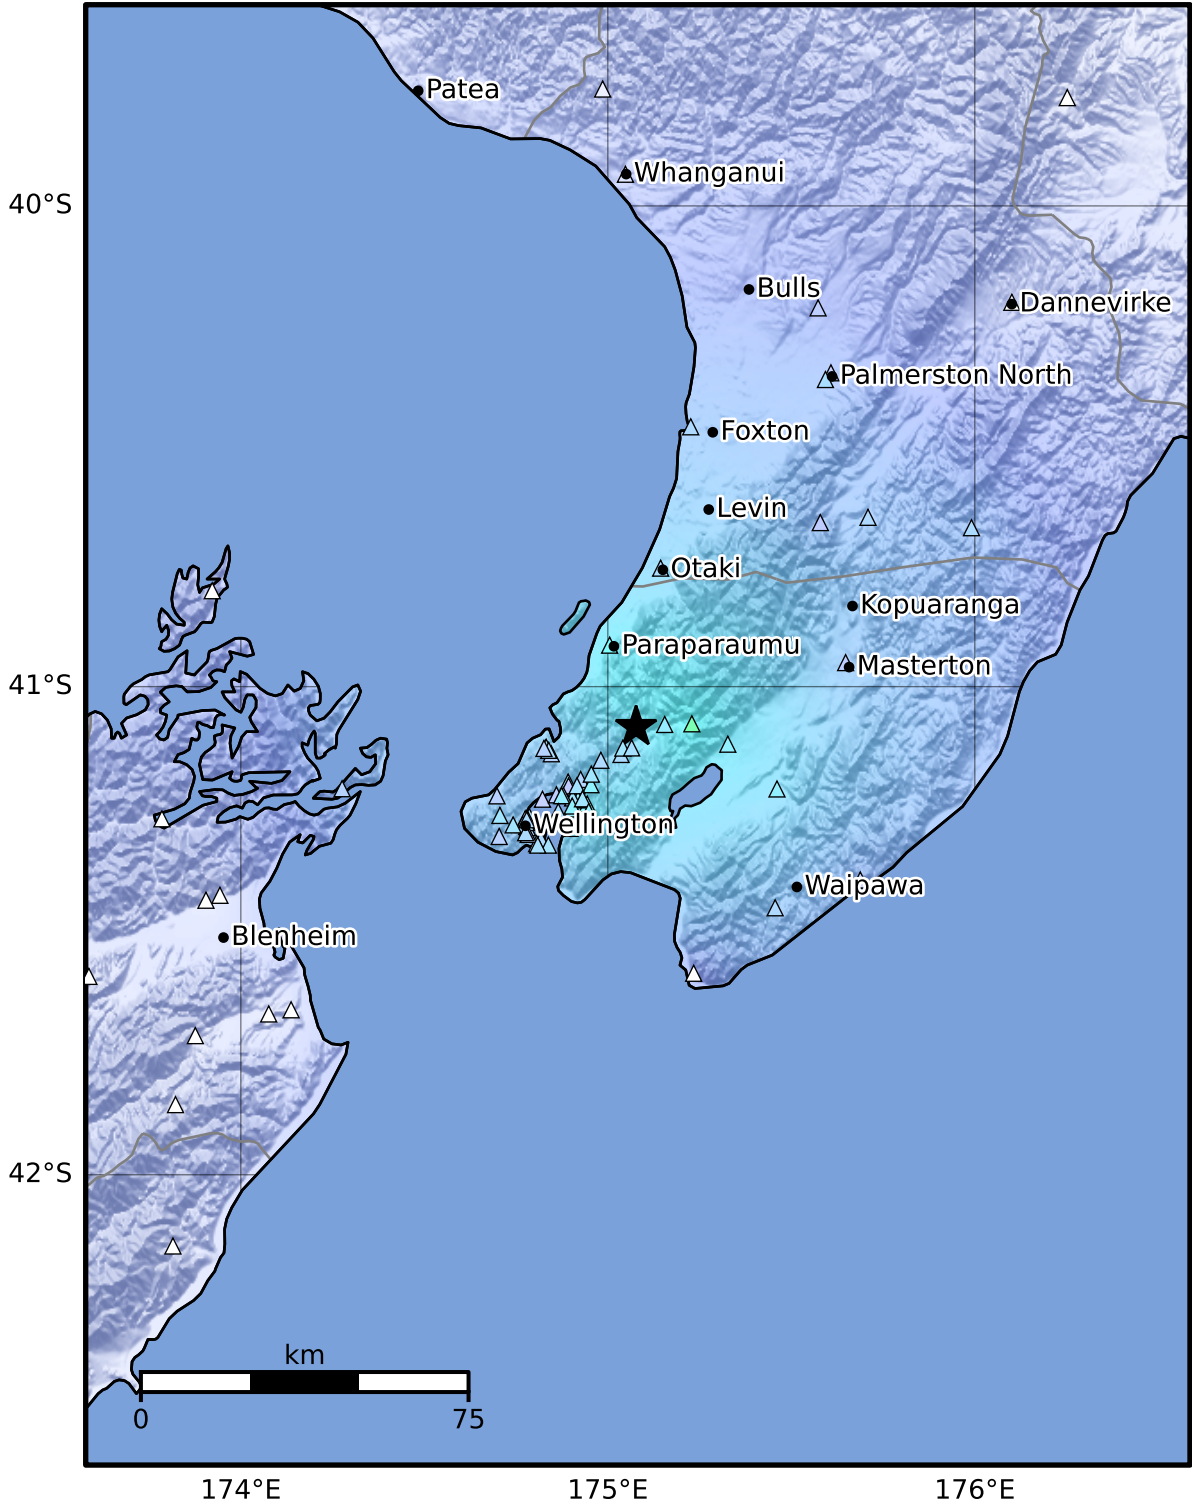 Patea
Whanganui
40°S
Bulls
Dannevirke
Palmerston North
Foxton
Levin
Otaki
Kopuaranga
Paraparaumu
Masterton
41°S
Wellington
Waipawa
Blenheim
42°S
km
0 75
174°E 175°E 176°E